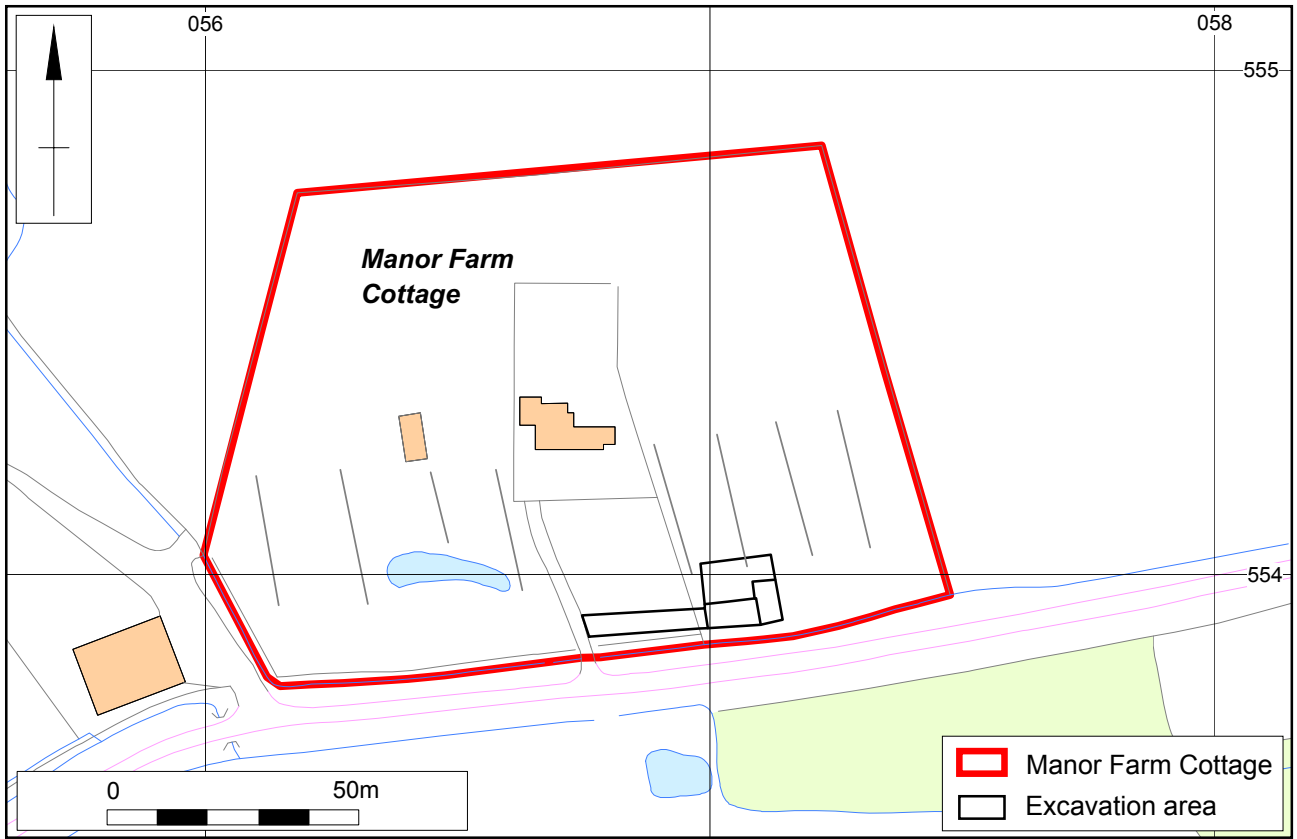 056
058
555
Manor Farm
Cottage
554
0 50m
Manor Farm Cottage
Excavation area